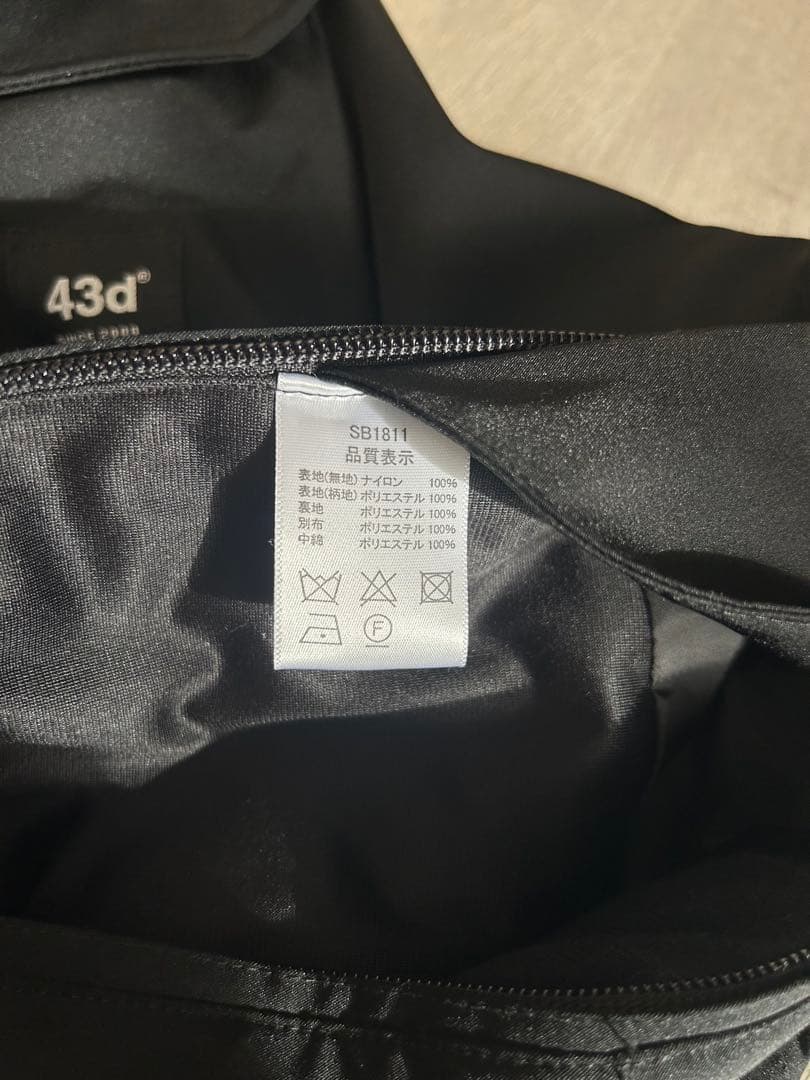 43d®
SINCE 2009
SB1811
品質表示
表地(無地) ナイロン 100%
表地(柄地) ポリエステル 100%
裏地 ポリエステル 100%
別布 ポリエステル 100%
中綿 ポリエステル 100%
F